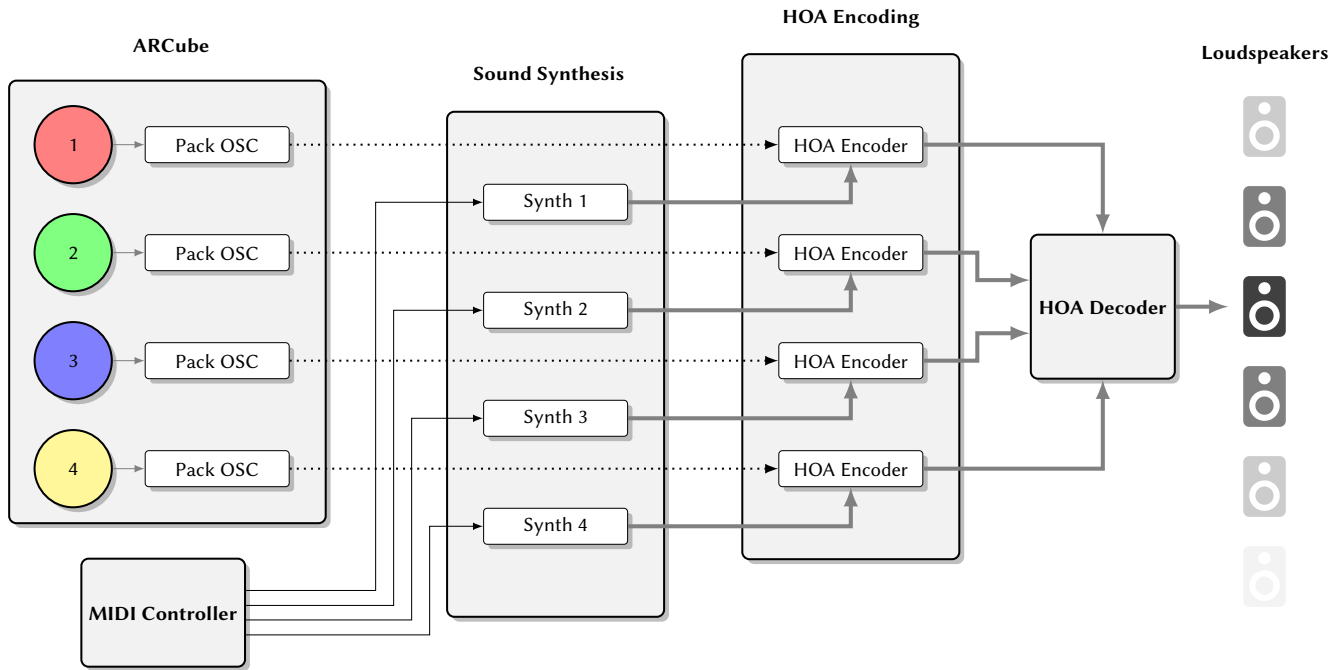 HOA Encoding
ARCube
Loudspeakers
Sound Synthesis
1
Pack OSC
HOA Encoder
Synth 1
2
Pack OSC
HOA Encoder
Synth 2
HOA Decoder
3
Pack OSC
HOA Encoder
Synth 3
4
Pack OSC
HOA Encoder
Synth 4
MIDI Controller